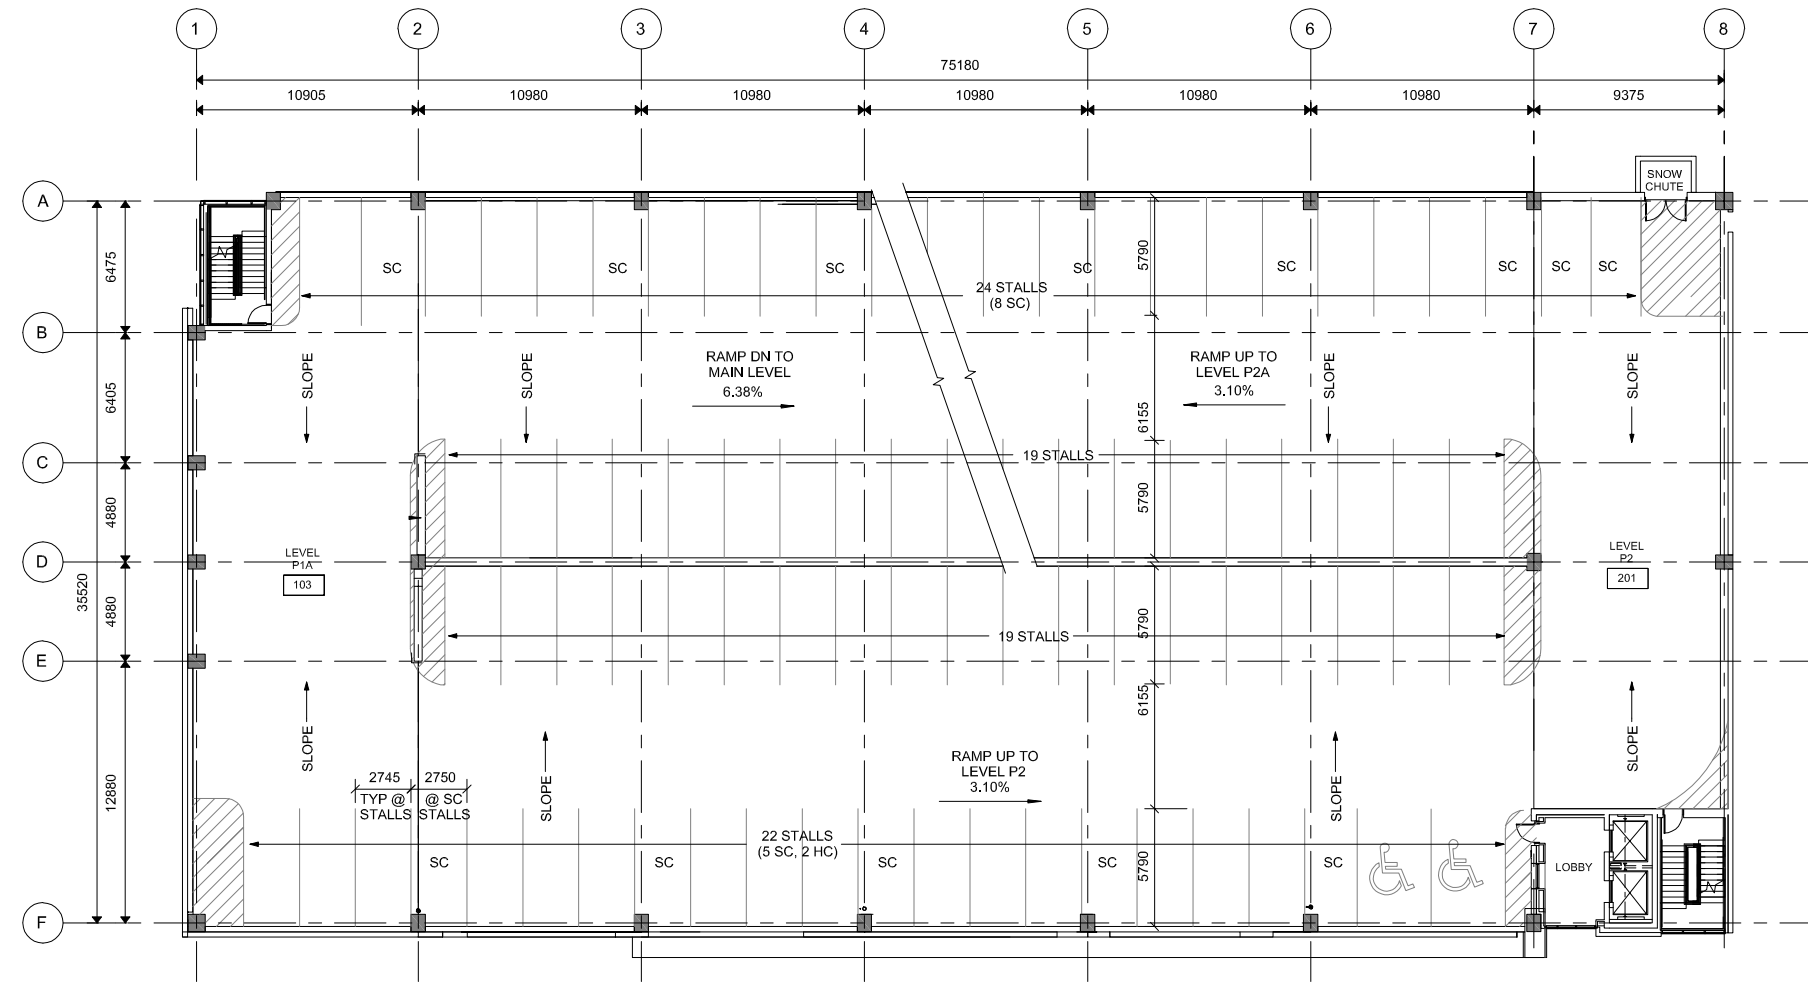 1 2 3 4 5 6 7 8
75180
10905 10980 10980 10980 10980 10980 9375
SNOW
CHUTE
A
B
C
D
E
F
6475
6405
4880
4880
12880
35520
SC SC SC SC SC SC SC SC
5790
24 STALLS
(8 SC)
SLOPE
SLOPE
RAMP DN TO
MAIN LEVEL
6.38%
RAMP UP TO
LEVEL P2A
3.10%
SLOPE
SLOPE
6155
19 STALLS
5790
LEVEL
P1A
103
LEVEL
P2
201
5790
19 STALLS
6155
SLOPE
SLOPE
SLOPE
SLOPE
RAMP UP TO
LEVEL P2
3.10%
2745 2750
TYP @
STALLS
@ SC
STALLS
22 STALLS
(5 SC, 2 HC)
SC SC SC SC SC
5790
LOBBY